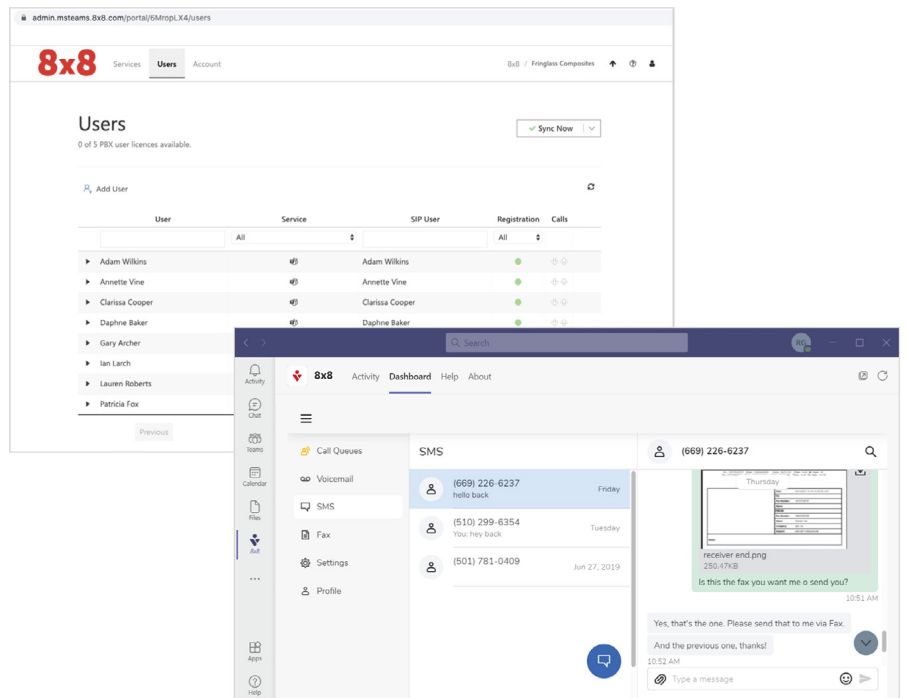 admin.msteams.8x8.com/portal/6MropLX4/users
8x8 Services Users Account 8x8 / Fringlass Composites
Users
0 of 5 PBX user licences available.
Sync Now
Add User
User Service SIP User Registration Calls
All All
Adam Wilkins Adam Wilkins
Annette Vine Annette Vine
Clarissa Cooper Clarissa Cooper
Daphne Baker Daphne Baker
Gary Archer
Ian Larch
Lauren Roberts
Patricia Fox
Previous
Search RG
Activity
Chat
Teams
Calendar
Files
8x8
Apps
Help
8x8 Activity Dashboard Help About
Call Queues
Voicemail
SMS
Fax
Settings
Profile
SMS
(669) 226-6237
hello back Friday
(510) 299-6354
You: hey back Tuesday
(501) 781-0409
Jun 27, 2019
(669) 226-6237
Thursday
receiver end.png
250.47KB
Is this the fax you want me o send you?
10:51 AM
Yes, that's the one. Please send that to me via Fax.
And the previous one, thanks!
10:52 AM
Type a message